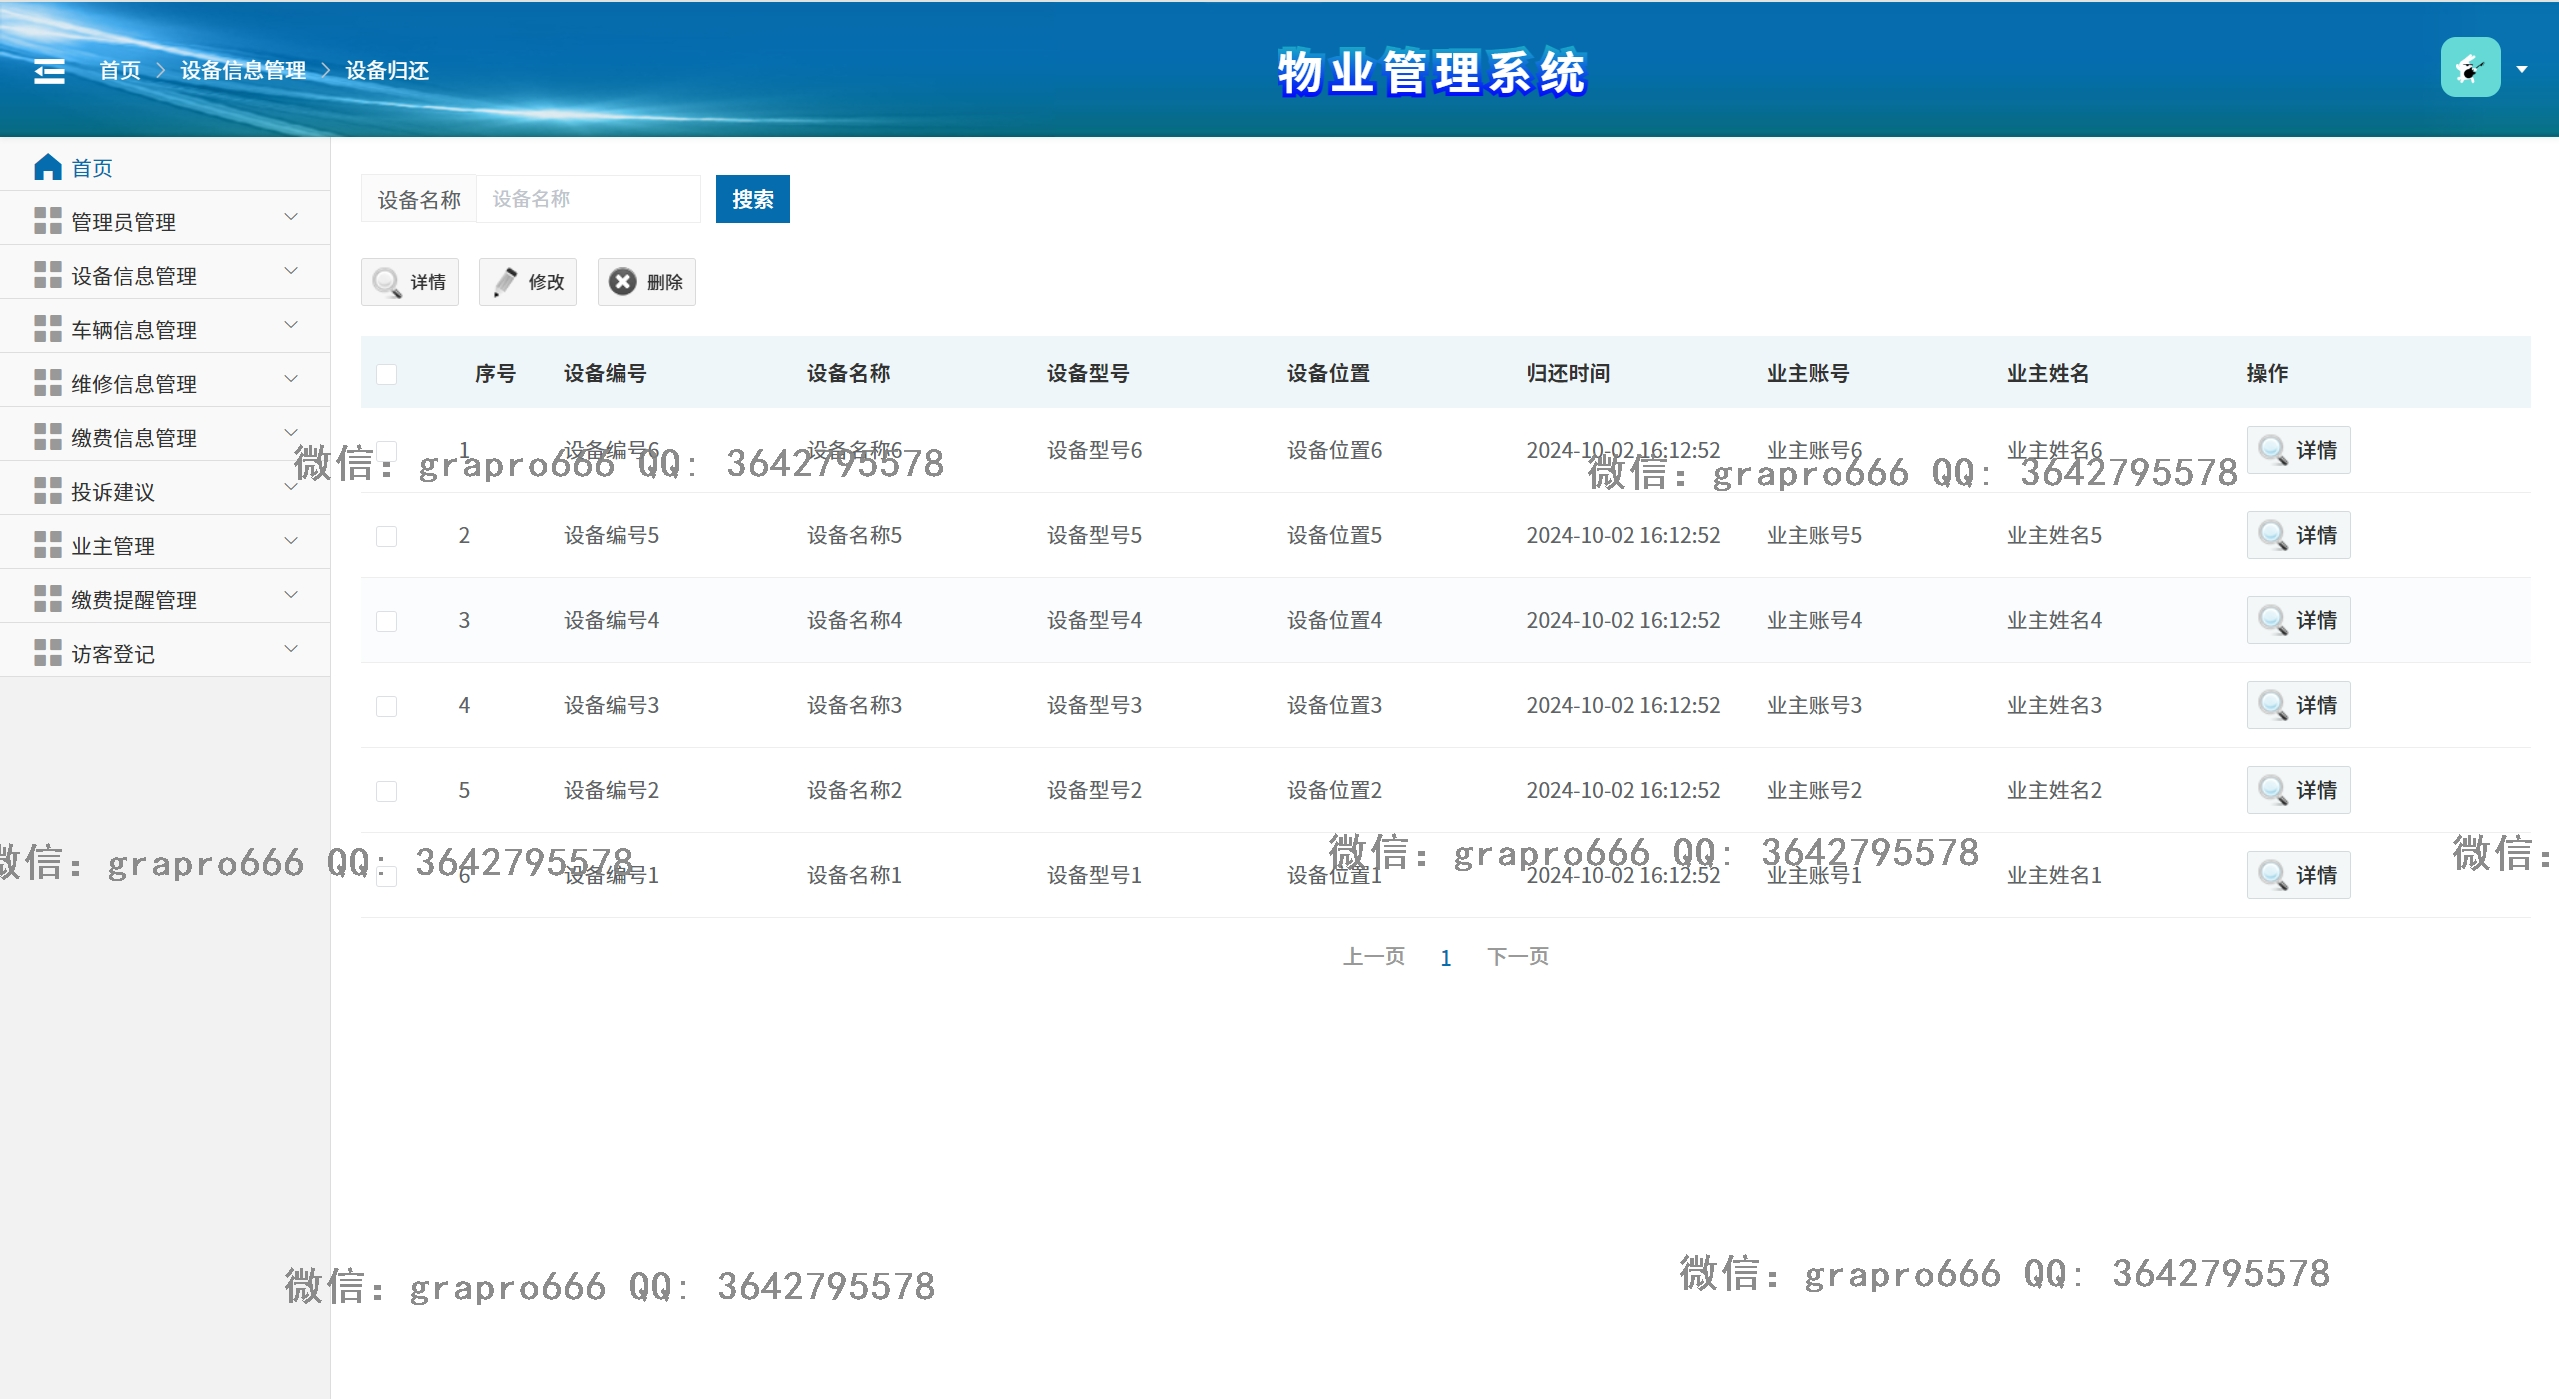 首页 > 设备信息管理 > 设备归还
物业管理系统
首页
管理员管理
设备信息管理
车辆信息管理
维修信息管理
缴费信息管理
投诉建议
业主管理
缴费提醒管理
访客登记
设备名称 设备名称 搜索
详情 修改 删除
序号 设备编号 设备名称 设备型号 设备位置 归还时间 业主账号 业主姓名 操作
1 设备编号6 设备名称6 设备型号6 设备位置6 2024-10-02 16:12:52 业主账号6 业主姓名6 详情
微信: grapro666 QQ: 3642795578 微信: grapro666 QQ: 3642795578
2 设备编号5 设备名称5 设备型号5 设备位置5 2024-10-02 16:12:52 业主账号5 业主姓名5 详情
3 设备编号4 设备名称4 设备型号4 设备位置4 2024-10-02 16:12:52 业主账号4 业主姓名4 详情
4 设备编号3 设备名称3 设备型号3 设备位置3 2024-10-02 16:12:52 业主账号3 业主姓名3 详情
5 设备编号2 设备名称2 设备型号2 设备位置2 2024-10-02 16:12:52 业主账号2 业主姓名2 详情
微信: grapro666 QQ: 3642795578 微信: grapro666 QQ: 3642795578 微信:
6 设备编号1 设备名称1 设备型号1 设备位置1 2024-10-02 16:12:52 业主账号1 业主姓名1 详情
上一页 1 下一页
微信: grapro666 QQ: 3642795578 微信: grapro666 QQ: 3642795578